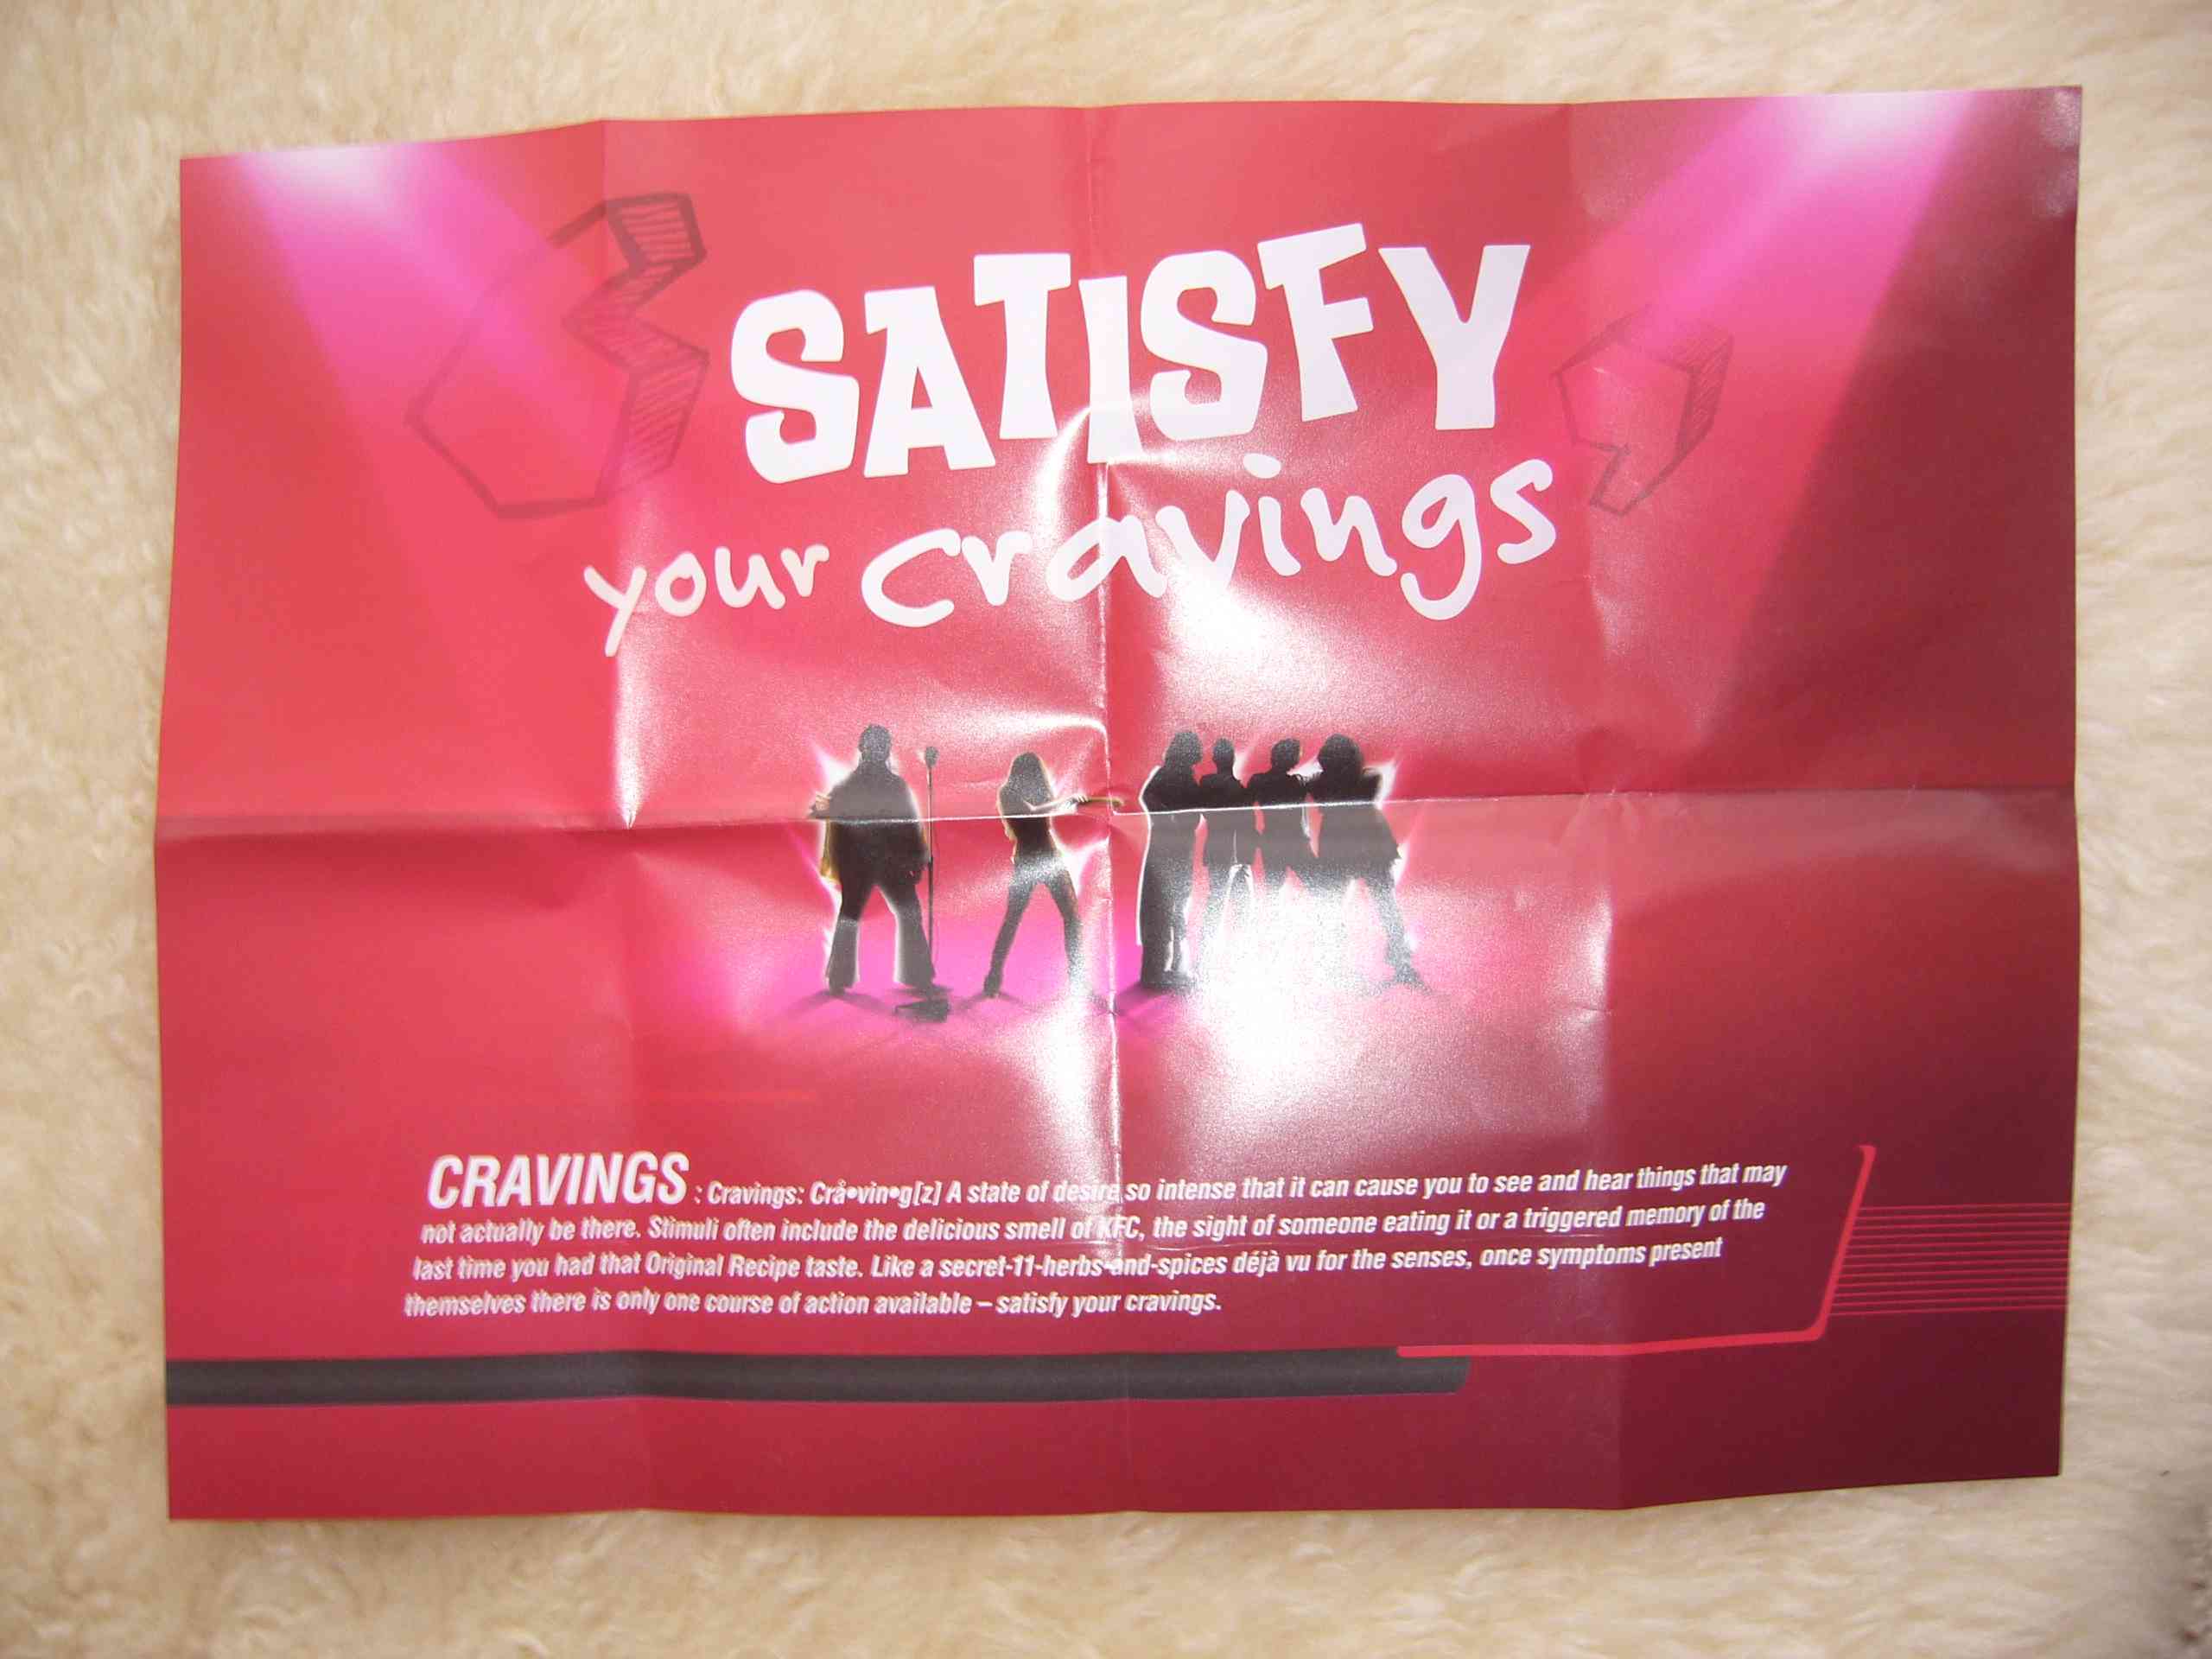 SATISFY
your cravings
CRAVINGS : Cravings: Crå•vin•g[z] A state of desire so intense that it can cause you to see and hear things that may
not actually be there. Stimuli often include the delicious smell of KFC, the sight of someone eating it or a triggered memory of the
last time you had that Original Recipe taste. Like a secret-11-herbs-and-spices déjà vu for the senses, once symptoms present
themselves there is only one course of action available – satisfy your cravings.